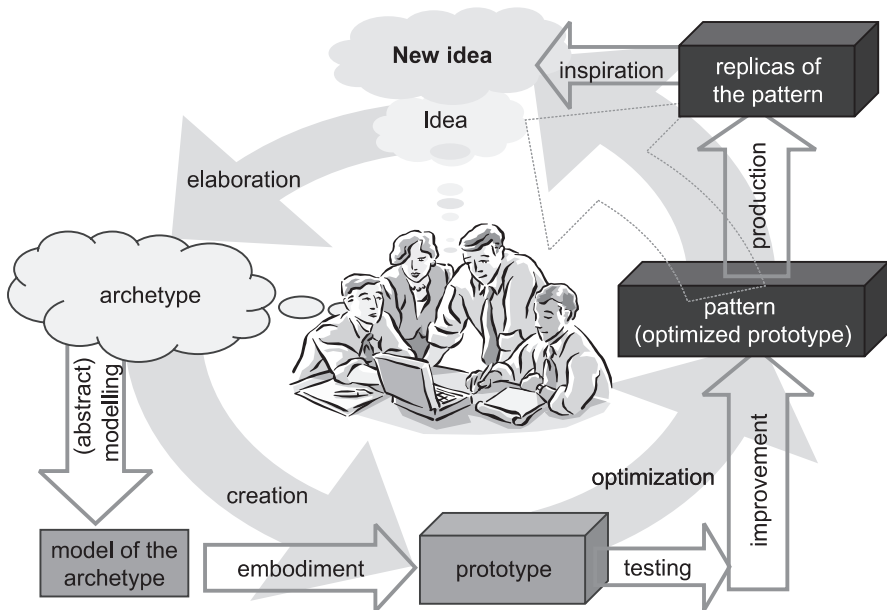 New idea
inspiration
replicas of
the pattern
Idea
elaboration
production
archetype
pattern
(optimized prototype)
(abstract)
modelling
creation
optimization
improvement
model of the
archetype
embodiment
prototype
testing